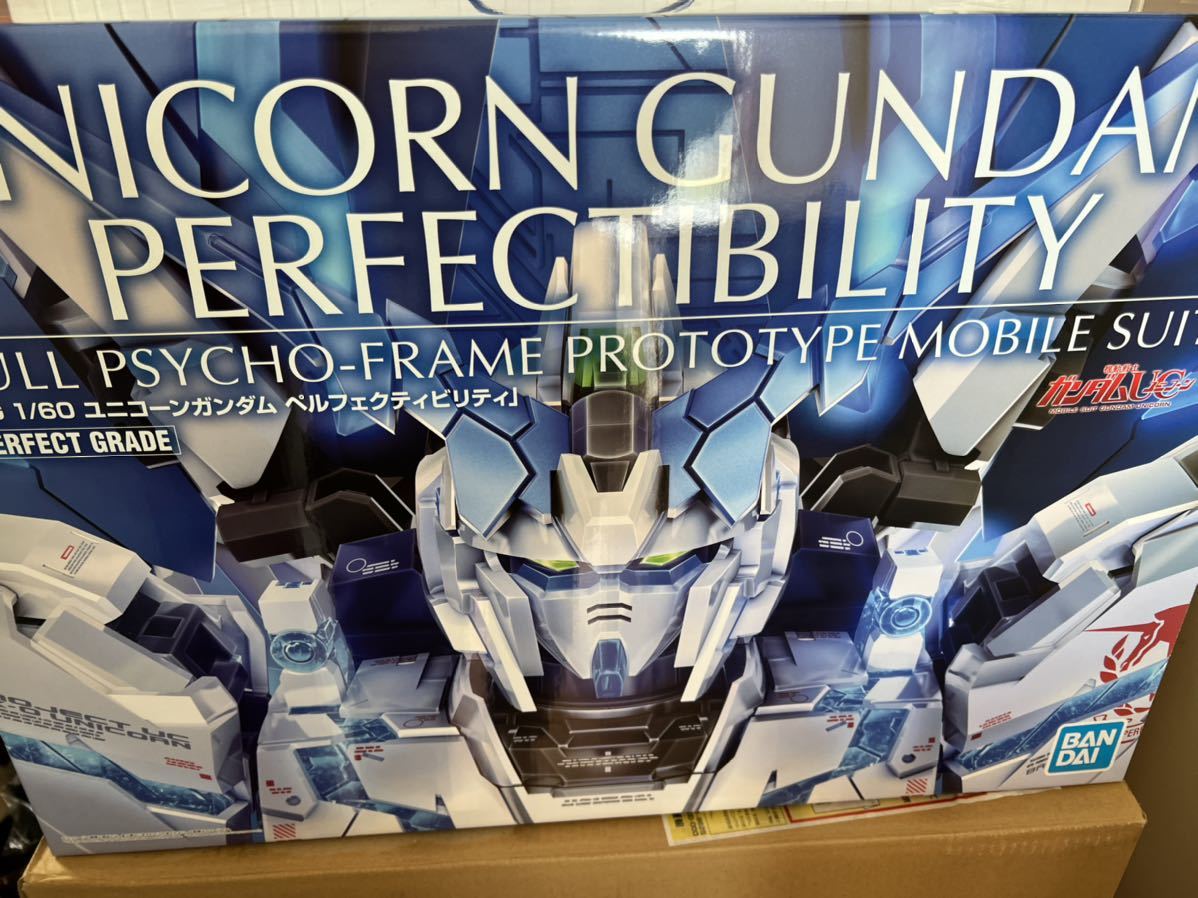 NICORN GUNDAM
PERFECTIBILITY
ULL PSYCHO-FRAME PROTOTYPE MOBILE SUIT
G 1/60 ユニコーンガンダム ペルフェクティビリティ」
ERFECT GRADE
機動戦士
ガンダムUC
ユニコーン
MOBILE SUIT GUNDAM UNICORN
BAN
DAI